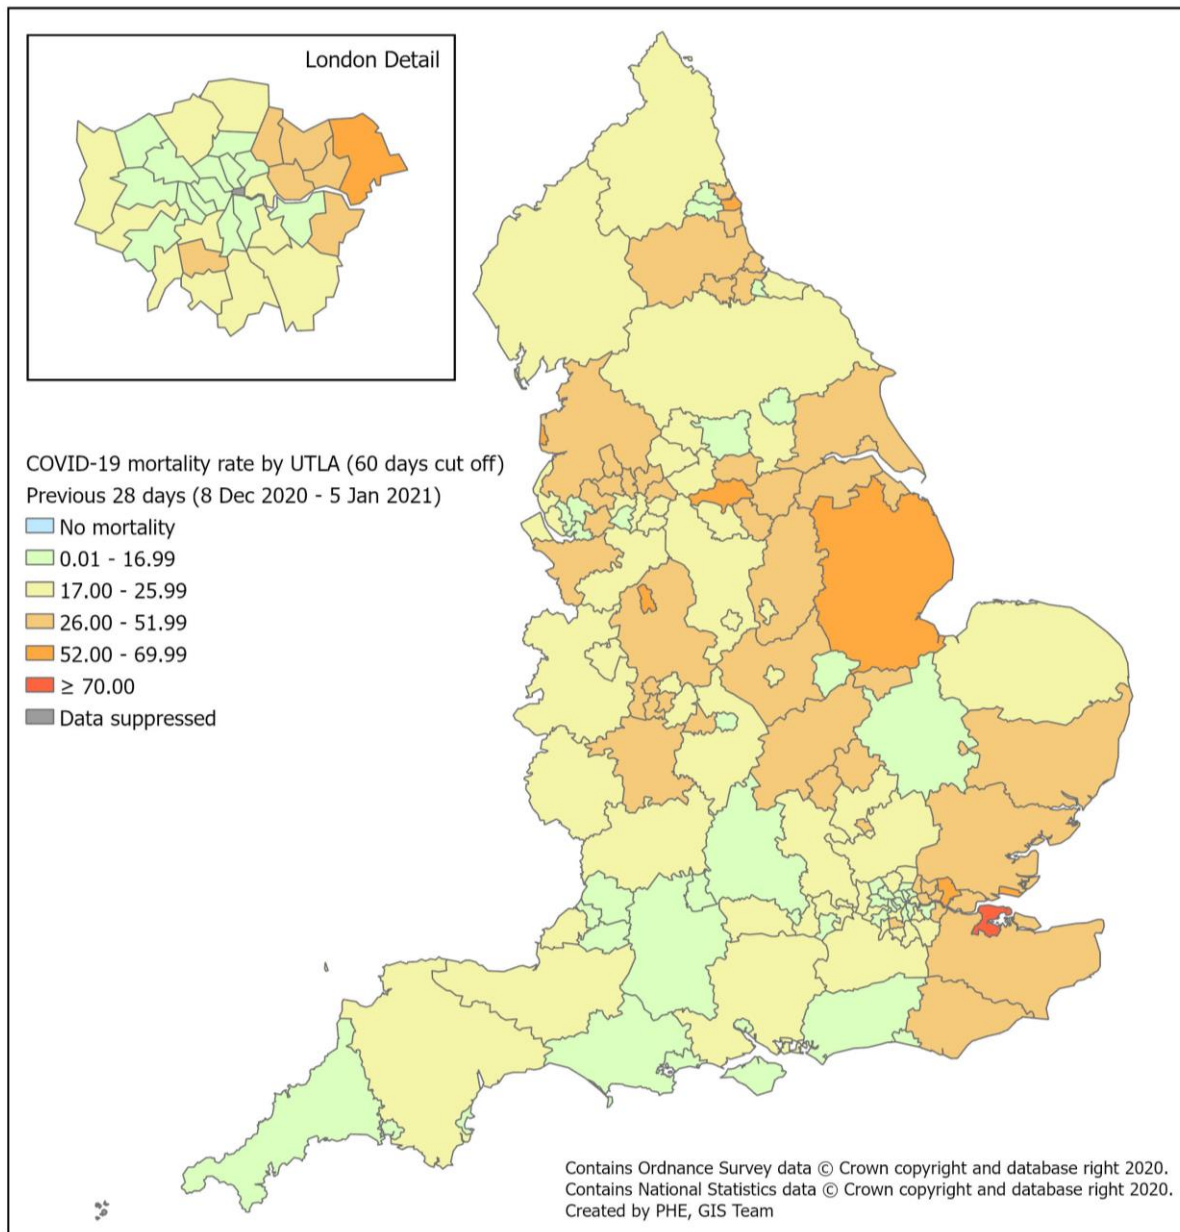 London Detail
COVID-19 mortality rate by UTLA (60 days cut off)
Previous 28 days (8 Dec 2020 - 5 Jan 2021)
No mortality
0.01 - 16.99
17.00 - 25.99
26.00 - 51.99
52.00 - 69.99
≥ 70.00
Data suppressed
Contains Ordnance Survey data © Crown copyright and database right 2020.
Contains National Statistics data © Crown copyright and database right 2020.
Created by PHE, GIS Team